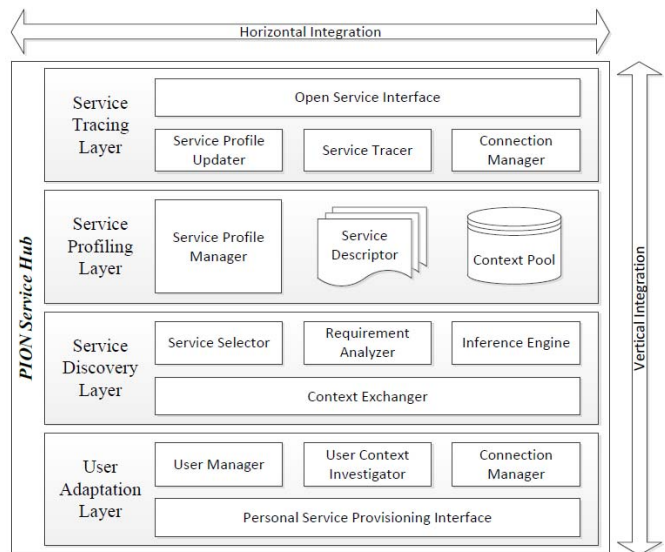 Horizontal Integration
PION Service Hub
Vertical Integration
Service
Tracing
Layer
Open Service Interface
Service Profile
Updater
Service Tracer
Connection
Manager
Service
Profiling
Layer
Service Profile
Manager
Service
Descriptor
Context Pool
Service
Discovery
Layer
Service Selector
Requirement
Analyzer
Inference Engine
Context Exchanger
User
Adaptation
Layer
User Manager
User Context
Investigator
Connection
Manager
Personal Service Provisioning Interface